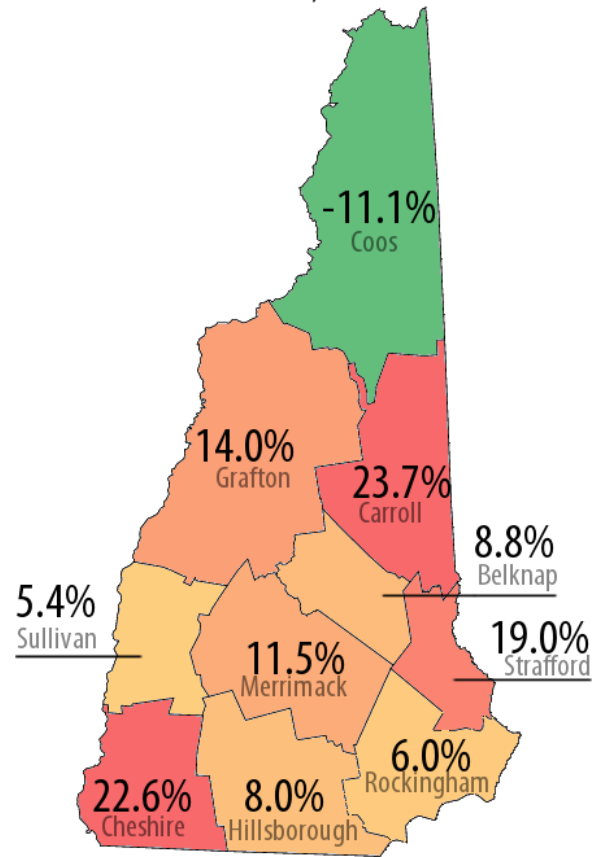 -11.1%
Coos
14.0%
Grafton
23.7%
Carroll
8.8%
Belknap
5.4%
Sullivan
19.0%
Strafford
11.5%
Merrimack
6.0%
Rockingham
22.6%
Cheshire
8.0%
Hillsborough